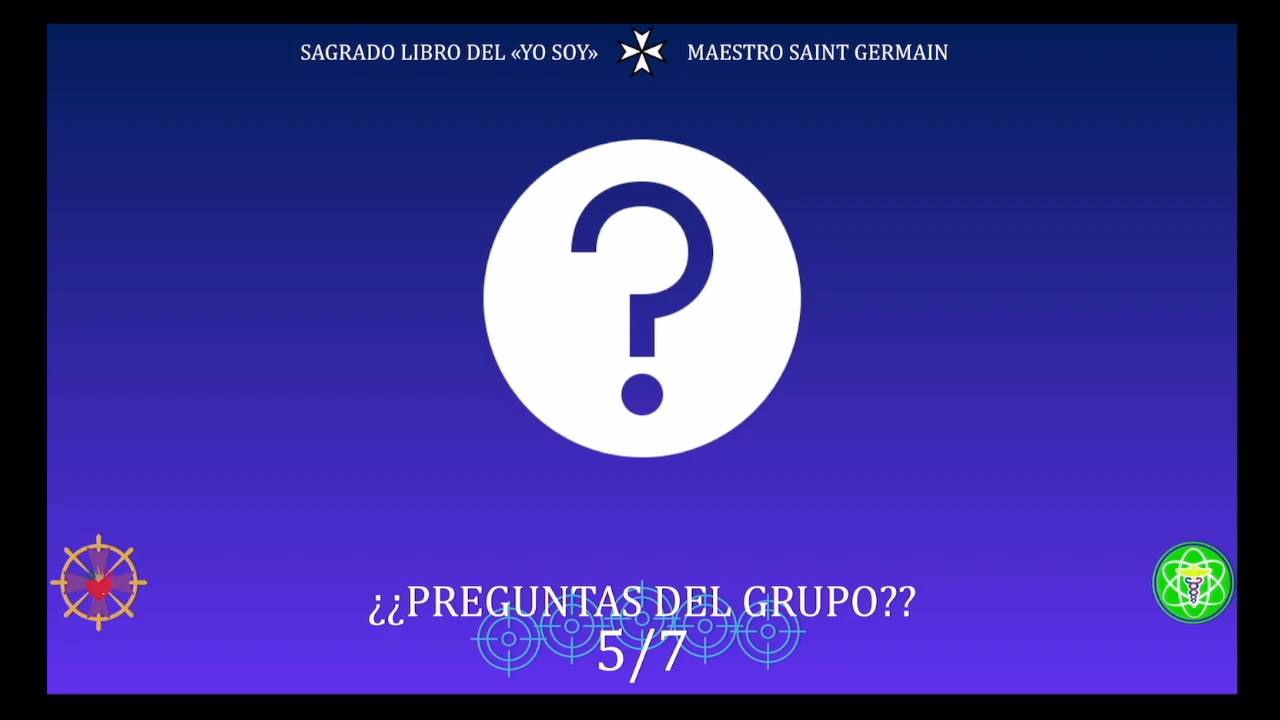 SAGRADO LIBRO DEL «YO SOY» MAESTRO SAINT GERMAIN
?
¿¿PREGUNTAS DEL GRUPO??
5/7